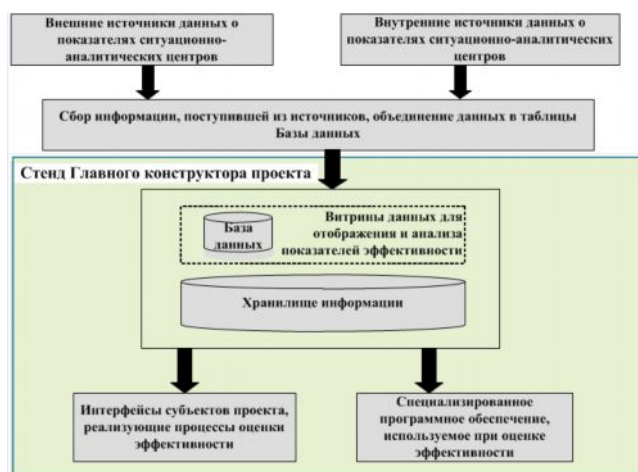 Внешние источники данных о
показателях ситуационно-
аналитических центров
Внутренние источники данных о
показателях ситуационно-аналитических
центров
Сбор информации, поступившей из источников, объединение данных в таблицы
Базы данных
Стенд Главного конструктора проекта
База
данных
Витрины данных для
отображения и анализа
показателей эффективности
Хранилище информации
Интерфейсы субъектов проекта,
реализующие процессы оценки
эффективности
Специализированное
программное обеспечение,
используемое при оценке
эффективности